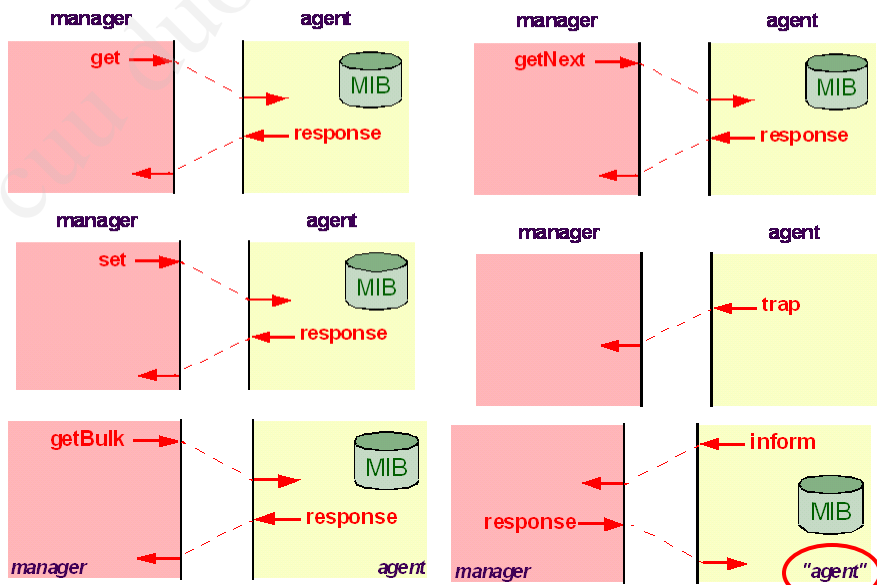 manager agent
get
MIB
response
manager agent
getNext
MIB
response
manager agent
set
MIB
response
manager agent
trap
getBulk
MIB
response
manager agent
inform
MIB
response
manager "agent"